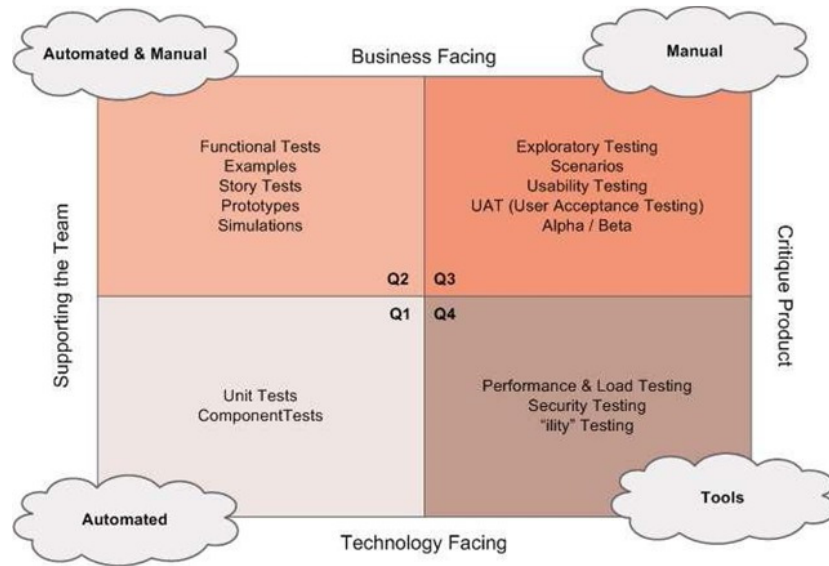 Automated & Manual
Business Facing
Manual
Functional Tests
Examples
Story Tests
Prototypes
Simulations
Exploratory Testing
Scenarios
Usability Testing
UAT (User Acceptance Testing)
Alpha / Beta
Supporting the Team
Critique Product
Q2
Q3
Q1
Q4
Unit Tests
ComponentTests
Performance & Load Testing
Security Testing
“ility” Testing
Automated
Technology Facing
Tools